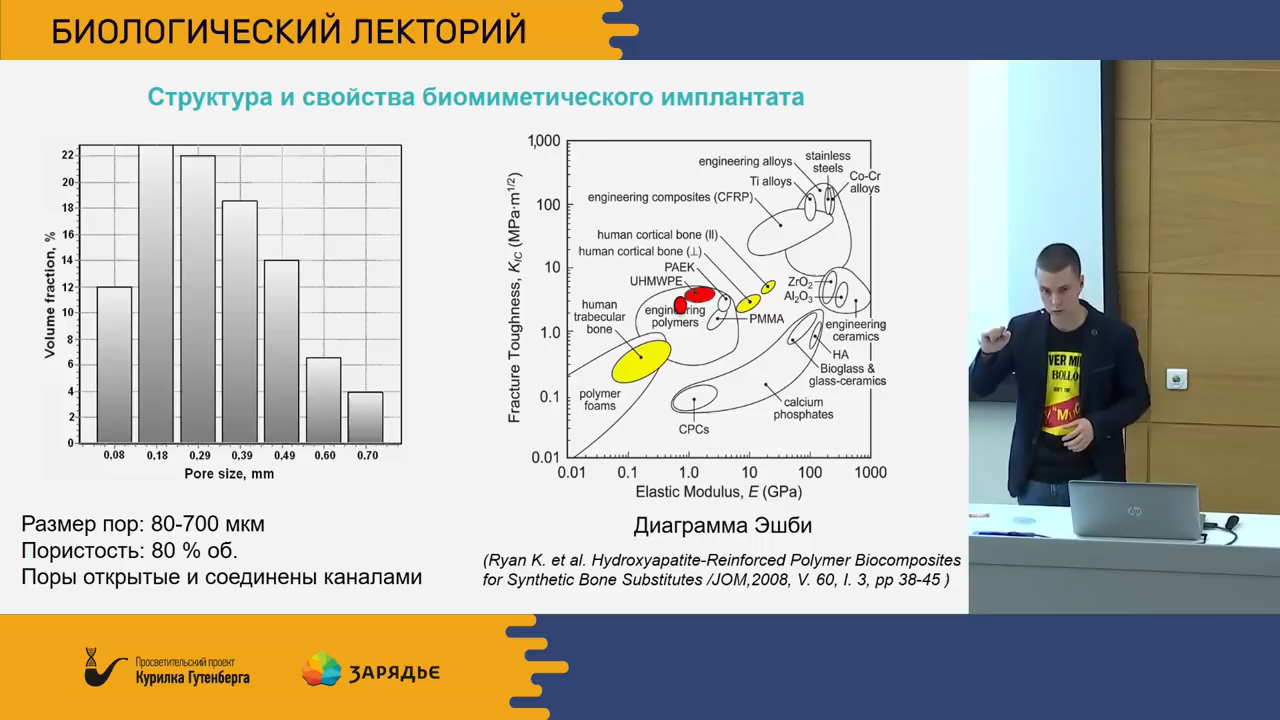 БИОЛОГИЧЕСКИЙ ЛЕКТОРИЙ
Структура и свойства биомиметического имплантата
Volume fraction, %
22
20
18
16
14
12
10
8
6
4
2
0
0,08 0,18 0,29 0,39 0,49 0,60 0,70
Pore size, mm
Размер пор: 80-700 мкм
Пористость: 80 % об.
Поры открытые и соединены каналами
Fracture Toughness, KIC (MPa·m1/2)
1,000
100
10
1.0
0.1
0.01
0.01 0.1 1.0 10 100 1000
Elastic Modulus, E (GPa)
engineering alloys
stainless
steels
Ti alloys
Co-Cr
alloys
engineering composites (CFRP)
human cortical bone (II)
human cortical bone (⊥)
PAEK
UHMWPE
ZrO2
Al2O3
human
trabecular
bone
polymers
PMMA
engineering
ceramics
HA
Bioglass &
glass-ceramics
polymer
foams
calcium
phosphates
CPCs
Диаграмма Эшби
(Ryan K. et al. Hydroxyapatite-Reinforced Polymer Biocomposites
for Synthetic Bone Substitutes /JOM,2008, V. 60, I. 3, pp 38-45 )
BOLLO
hp
Просветительский проект
Курилка Гутенберга
ЗАРЯДЬЕ